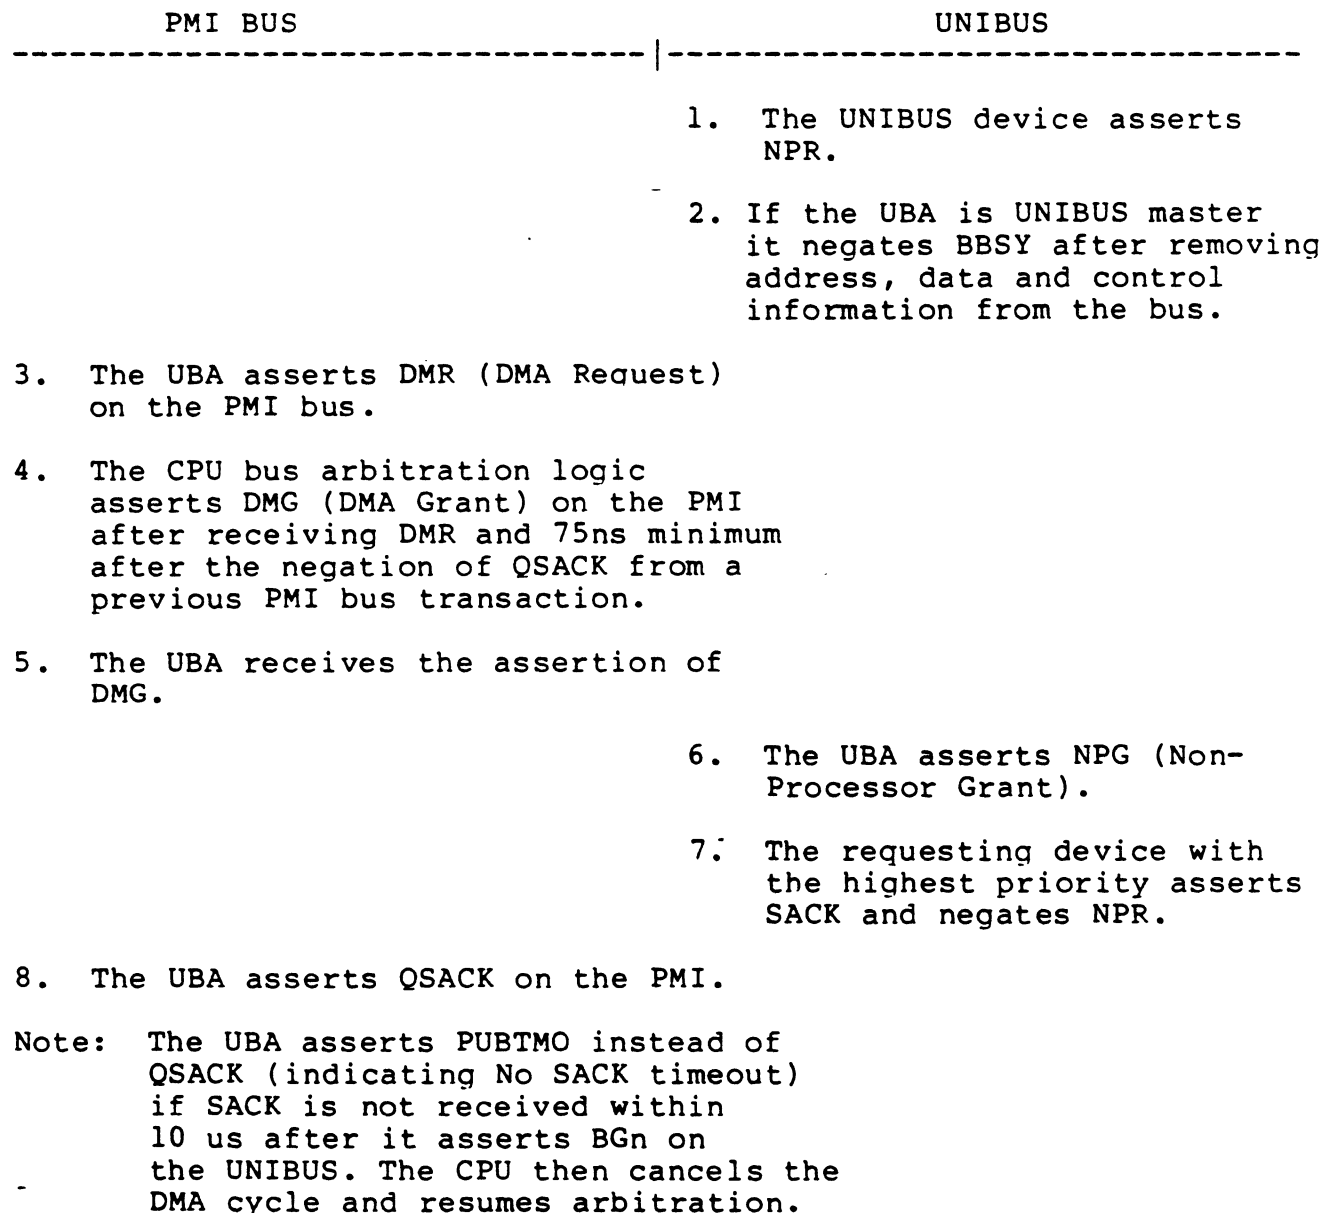 PMI BUS UNIBUS
---------------------------------|---------------------------------
1. The UNIBUS device asserts
NPR.
2. If the UBA is UNIBUS master
it negates BBSY after removing
address, data and control
information from the bus.
3. The UBA asserts DMR (DMA Request)
on the PMI bus.
4. The CPU bus arbitration logic
asserts DMG (DMA Grant) on the PMI
after receiving DMR and 75ns minimum
after the negation of QSACK from a
previous PMI bus transaction.
5. The UBA receives the assertion of
DMG.
6. The UBA asserts NPG (Non-
Processor Grant).
7. The requesting device with
the highest priority asserts
SACK and negates NPR.
8. The UBA asserts QSACK on the PMI.
Note: The UBA asserts PUBTMO instead of
QSACK (indicating No SACK timeout)
if SACK is not received within
10 us after it asserts BGn on
the UNIBUS. The CPU then cancels the
DMA cycle and resumes arbitration.